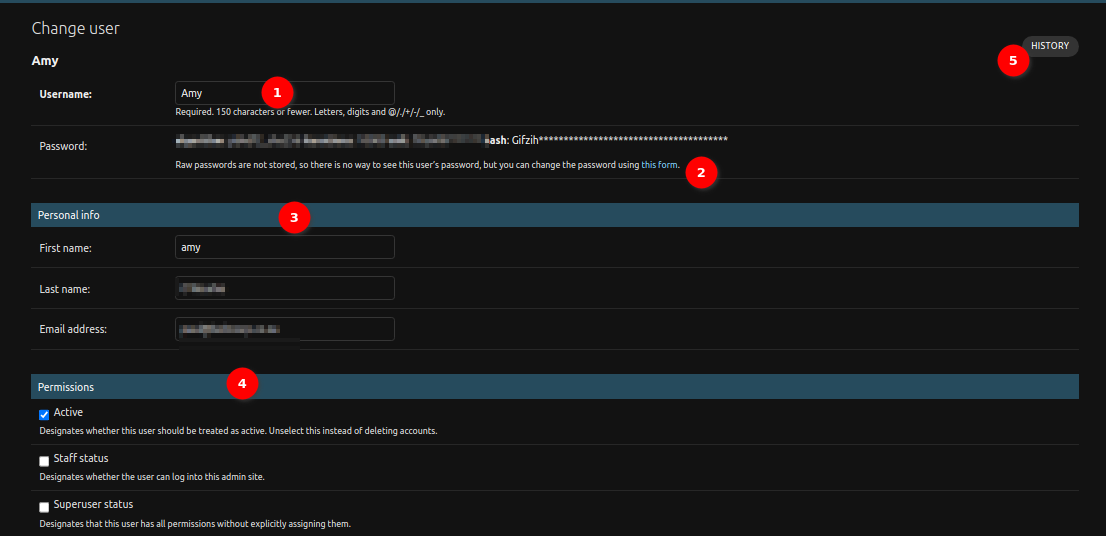 Change user
HISTORY
5
Amy
Username:
Amy
1
Required. 150 characters or fewer. Letters, digits and @/./+/-/_ only.
Password:
hash: Gifzih**************************************
Raw passwords are not stored, so there is no way to see this user's password, but you can change the password using this form.
2
Personal info
3
First name:
amy
Last name:
Email address:
Permissions
4
Active
Designates whether this user should be treated as active. Unselect this instead of deleting accounts.
Staff status
Designates whether the user can log into this admin site.
Superuser status
Designates that this user has all permissions without explicitly assigning them.